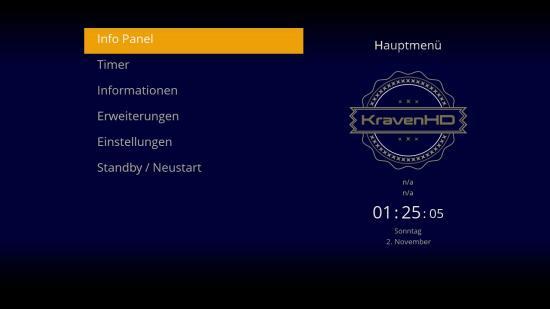 Info Panel
Timer
Informationen
Erweiterungen
Einstellungen
Standby / Neustart
Hauptmenü
KravenHD
n/a
n/a
01:25:05
Sonntag
2. November